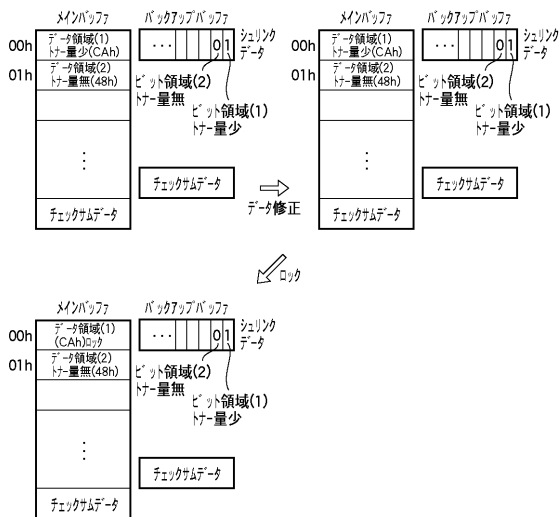 メインバッファ
バックアップバッファ
00h
データ領域(1)
トナー量少(CAh)
01h
データ領域(2)
トナー量無(48h)
⋮
チェックサムデータ
… 0 1
シュリンク
データ
ビット領域(2)
トナー量無
ビット領域(1)
トナー量少
チェックサムデータ
データ修正
メインバッファ
バックアップバッファ
00h
データ領域(1)
トナー量少(CAh)
01h
データ領域(2)
トナー量無(48h)
⋮
チェックサムデータ
… 0 1
シュリンク
データ
ビット領域(2)
トナー量無
ビット領域(1)
トナー量少
チェックサムデータ
ロック
メインバッファ
バックアップバッファ
00h
データ領域(1)
(CAh)ロック
01h
データ領域(2)
トナー量無(48h)
⋮
チェックサムデータ
… 0 1
シュリンク
データ
ビット領域(2)
トナー量無
ビット領域(1)
トナー量少
チェックサムデータ